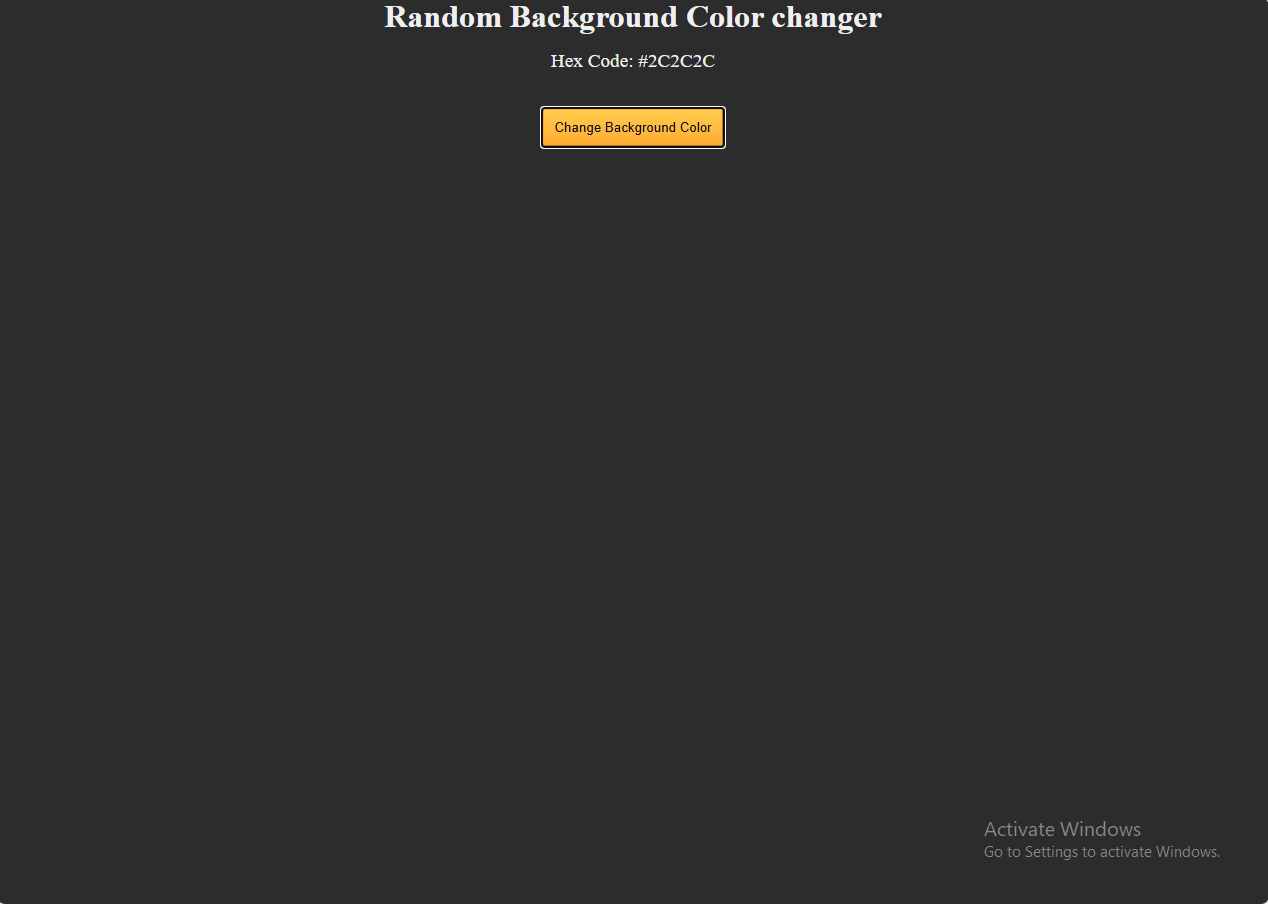 Random Background Color changer
Hex Code: #2C2C2C
Change Background Color
Activate Windows
Go to Settings to activate Windows.